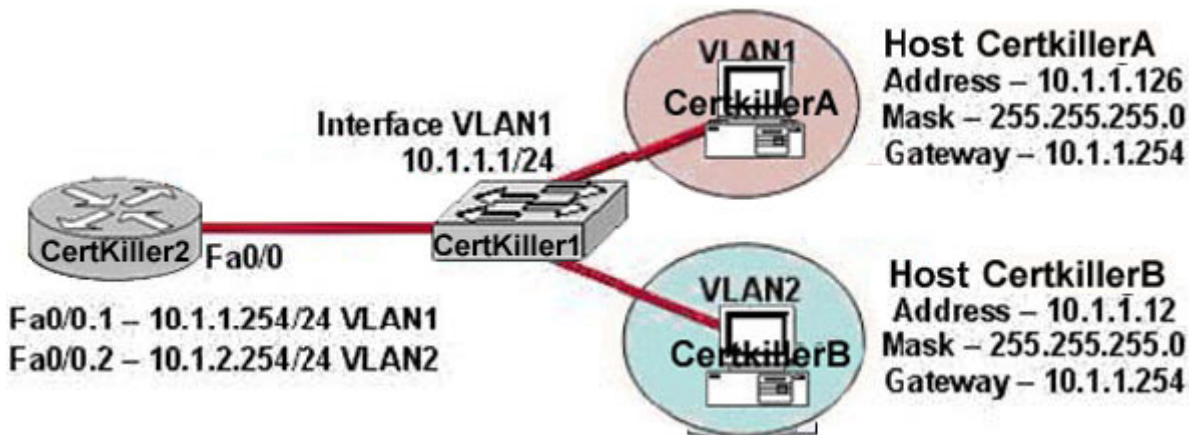 VLAN1
CertkillerA
Host CertkillerA
Address – 10.1.1.126
Mask – 255.255.255.0
Gateway – 10.1.1.254
Interface VLAN1
10.1.1.1/24
CertKiller2
Fa0/0
CertKiller1
Fa0/0.1 – 10.1.1.254/24 VLAN1
Fa0/0.2 – 10.1.2.254/24 VLAN2
VLAN2
CertkillerB
Host CertkillerB
Address – 10.1.1.12
Mask – 255.255.255.0
Gateway – 10.1.1.254